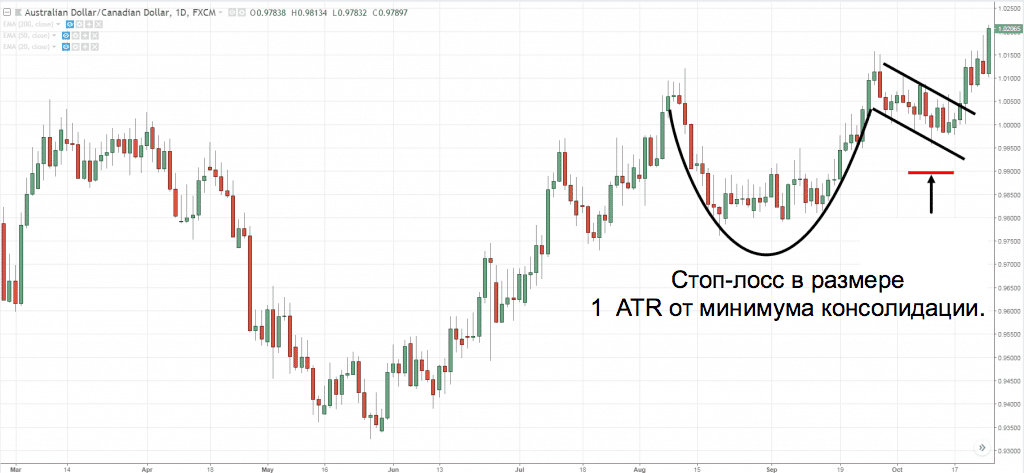 Australian Dollar/Canadian Dollar, 1D, FXCM O0.97838 H0.98134 L0.97832 C0.97897
EMA (200, close)
EMA (50, close)
EMA (20, close)
1.02500
1.02965
1.01500
1.01000
1.00500
1.00000
0.99500
0.99000
0.98500
0.98000
0.97500
0.97000
0.96500
0.96000
0.95500
0.95000
0.94500
0.94000
0.93500
0.93000
Стоп-лосс в размере
1 ATR от минимума консолидации.
Mar 14 Apr 18 May 16 Jun 13 Jul 18 Aug 15 Sep 19 Oct 17